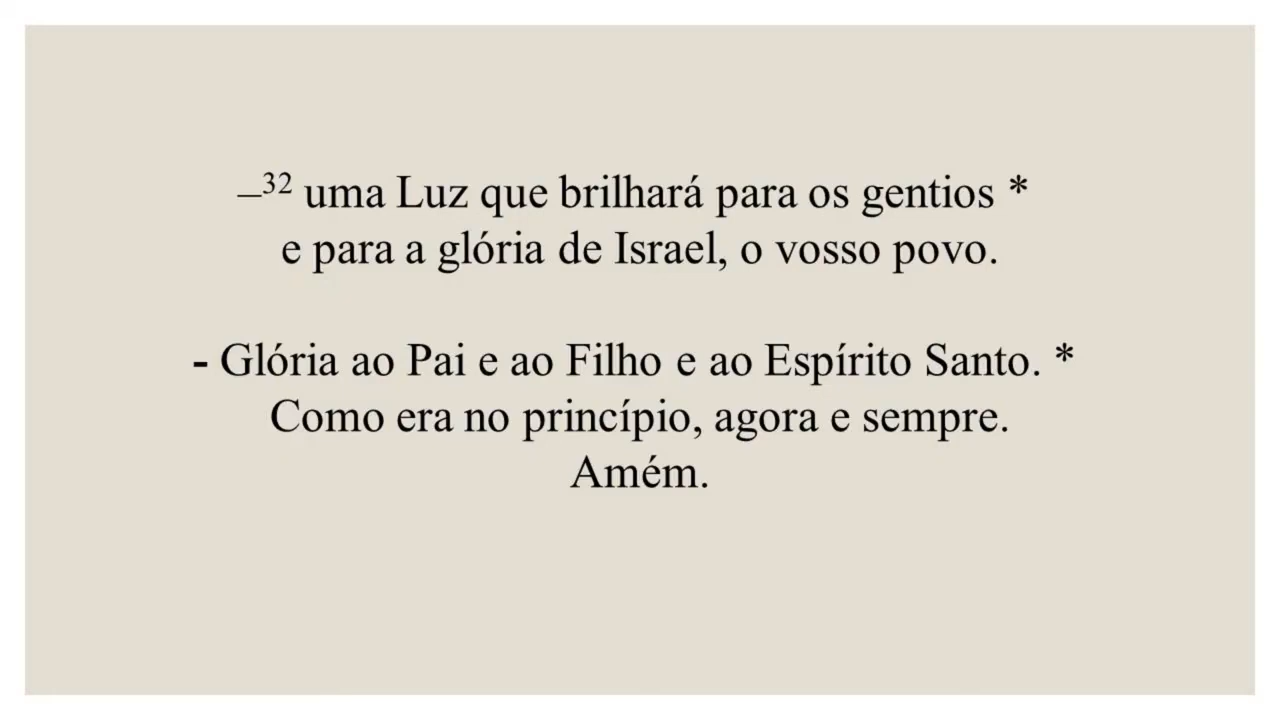 –32 uma Luz que brilhará para os gentios *
e para a glória de Israel, o vosso povo.
- Glória ao Pai e ao Filho e ao Espírito Santo. *
Como era no princípio, agora e sempre.
Amém.